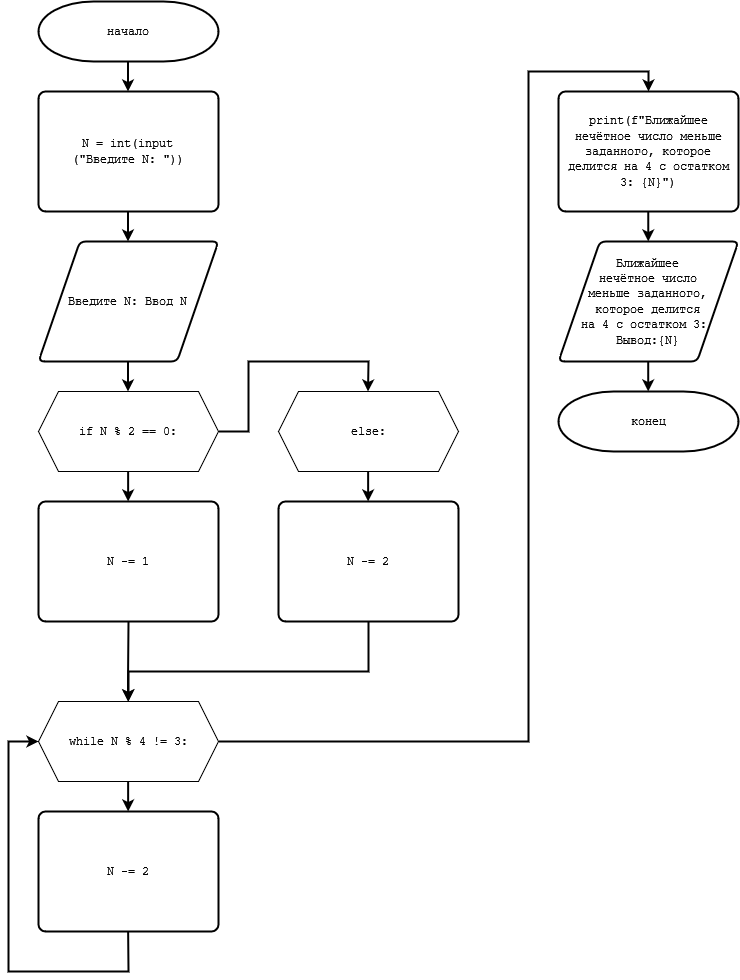 начало
N = int(input
("Введите N: "))
Введите N: Ввод N
if N % 2 == 0:
else:
N -= 1
N -= 2
while N % 4 != 3:
N -= 2
print(f"Ближайшее
нечётное число меньше
заданного, которое
делится на 4 с остатком
3: {N}")
Ближайшее
нечётное число
меньше заданного,
которое делится
на 4 с остатком 3:
Вывод:{N}
конец